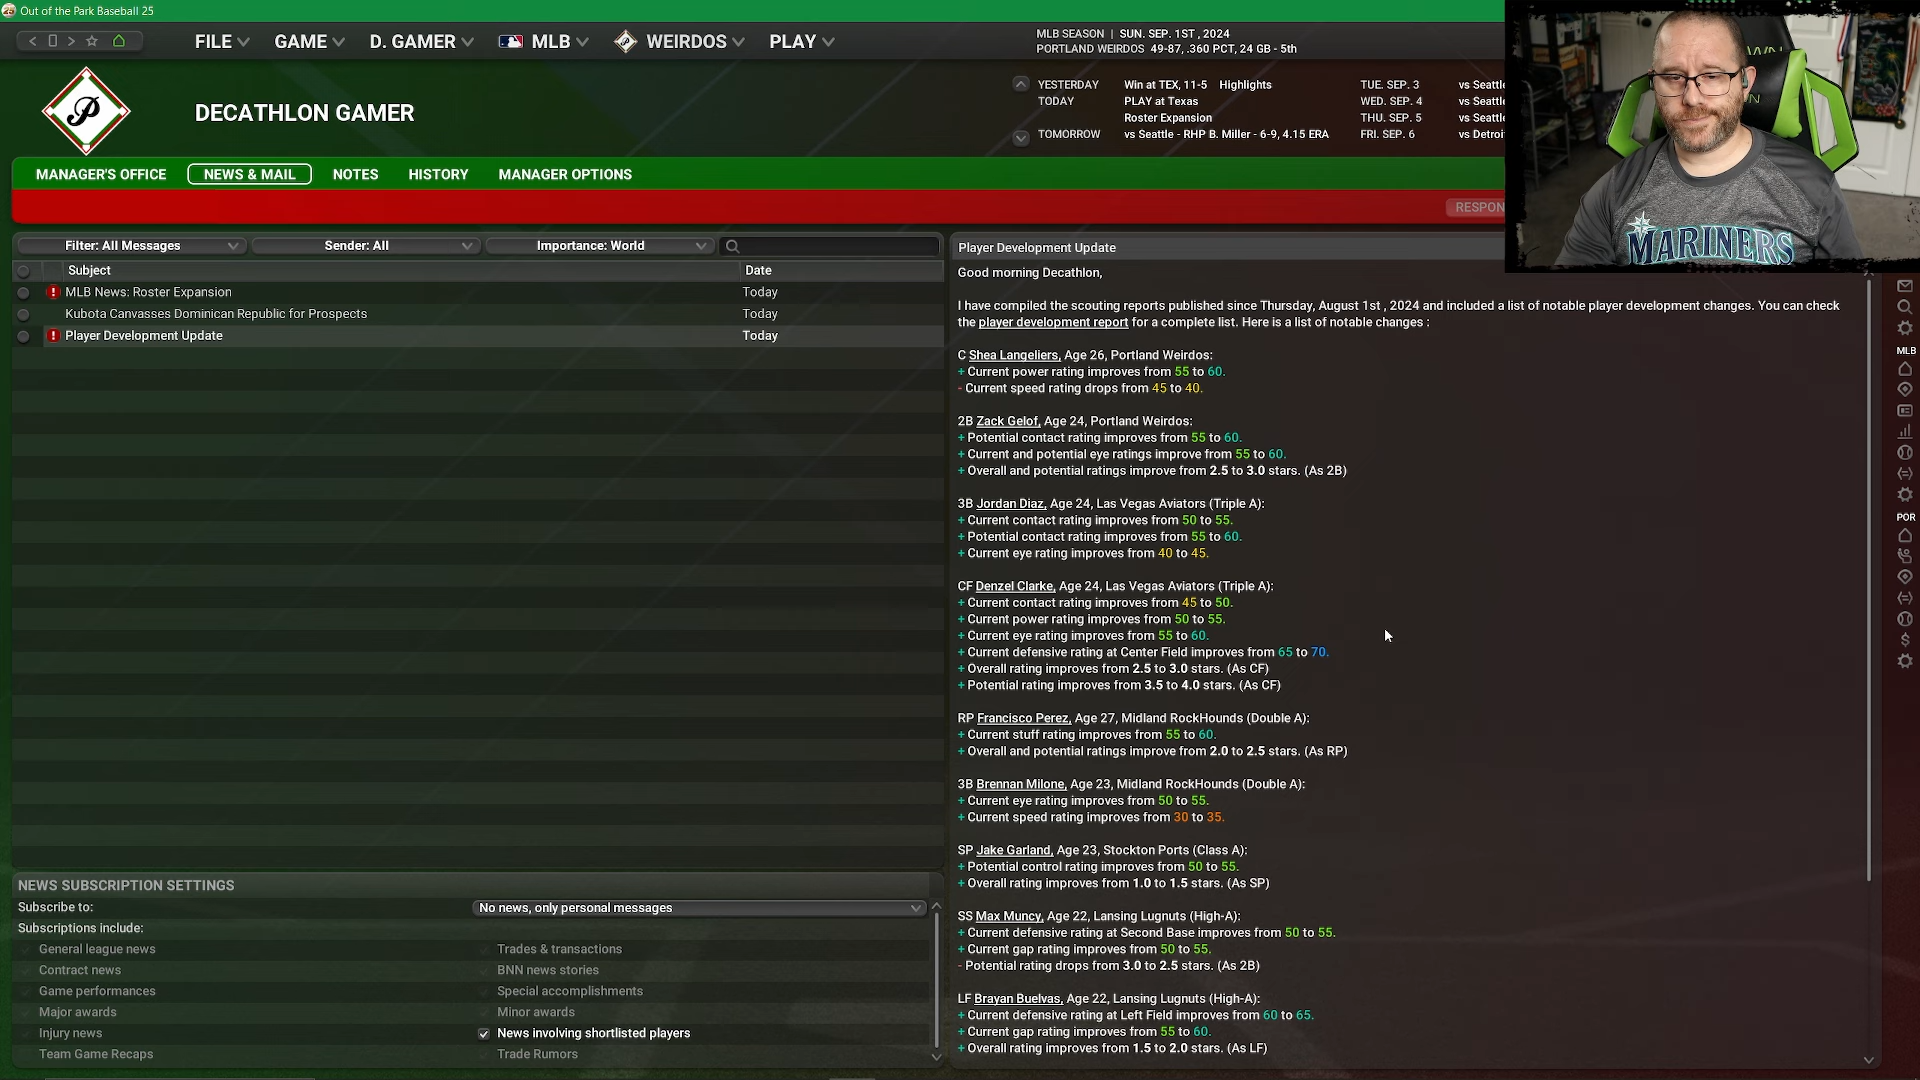 Out of the Park Baseball 25
FILE GAME D. GAMER MLB WEIRDOS PLAY
MLB SEASON | SUN. SEP. 1ST , 2024
PORTLAND WEIRDOS 49-87, .360 PCT, 24 GB - 5th
DECATHLON GAMER
YESTERDAY Win at TEX, 11-5 Highlights TUE. SEP. 3 vs Seattle
TODAY PLAY at Texas WED. SEP. 4 vs Seattle
Roster Expansion THU. SEP. 5 vs Seattle
TOMORROW vs Seattle - RHP B. Miller - 6-9, 4.15 ERA FRI. SEP. 6 vs Detroi
MANAGER'S OFFICE NEWS & MAIL NOTES HISTORY MANAGER OPTIONS
RESPON
MARINERS
Filter: All Messages Sender: All Importance: World
Subject Date
MLB News: Roster Expansion Today
Kubota Canvasses Dominican Republic for Prospects Today
Player Development Update Today
Player Development Update
Good morning Decathlon,
I have compiled the scouting reports published since Thursday, August 1st , 2024 and included a list of notable player development changes. You can check
the player development report for a complete list. Here is a list of notable changes :
C Shea Langeliers, Age 26, Portland Weirdos:
+ Current power rating improves from 55 to 60.
- Current speed rating drops from 45 to 40.
2B Zack Gelof, Age 24, Portland Weirdos:
+ Potential contact rating improves from 55 to 60.
+ Current and potential eye ratings improve from 55 to 60.
+ Overall and potential ratings improve from 2.5 to 3.0 stars. (As 2B)
3B Jordan Diaz, Age 24, Las Vegas Aviators (Triple A):
+ Current contact rating improves from 50 to 55.
+ Potential contact rating improves from 55 to 60.
+ Current eye rating improves from 40 to 45.
CF Denzel Clarke, Age 24, Las Vegas Aviators (Triple A):
+ Current contact rating improves from 45 to 50.
+ Current power rating improves from 50 to 55.
+ Current eye rating improves from 55 to 60.
+ Current defensive rating at Center Field improves from 65 to 70.
+ Overall rating improves from 2.5 to 3.0 stars. (As CF)
+ Potential rating improves from 3.5 to 4.0 stars. (As CF)
RP Francisco Perez, Age 27, Midland RockHounds (Double A):
+ Current stuff rating improves from 55 to 60.
+ Overall and potential ratings improve from 2.0 to 2.5 stars. (As RP)
3B Brennan Milone, Age 23, Midland RockHounds (Double A):
+ Current eye rating improves from 50 to 55.
+ Current speed rating improves from 30 to 35.
SP Jake Garland, Age 23, Stockton Ports (Class A):
+ Potential control rating improves from 50 to 55.
+ Overall rating improves from 1.0 to 1.5 stars. (As SP)
SS Max Muncy, Age 22, Lansing Lugnuts (High-A):
+ Current defensive rating at Second Base improves from 50 to 55.
+ Current gap rating improves from 50 to 55.
- Potential rating drops from 3.0 to 2.5 stars. (As 2B)
LF Brayan Buelvas, Age 22, Lansing Lugnuts (High-A):
+ Current defensive rating at Left Field improves from 60 to 65.
+ Current gap rating improves from 55 to 60.
+ Overall rating improves from 1.5 to 2.0 stars. (As LF)
MLB
POR
NEWS SUBSCRIPTION SETTINGS
Subscribe to: No news, only personal messages
Subscriptions include:
General league news Trades & transactions
Contract news BNN news stories
Game performances Special accomplishments
Major awards Minor awards
Injury news News involving shortlisted players
Team Game Recaps Trade Rumors